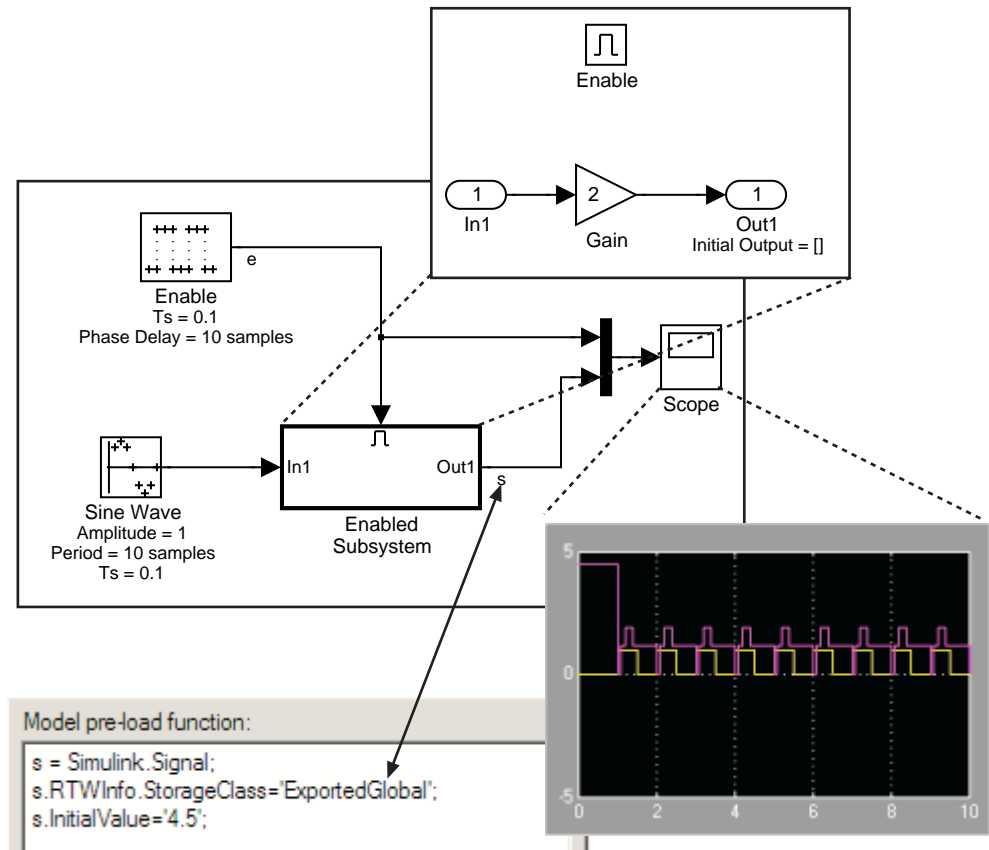 Enable
1
In1
2
Gain
1
Out1
Initial Output = []
e
Enable
Ts = 0.1
Phase Delay = 10 samples
Scope
In1
Out1
s
Enabled
Subsystem
Sine Wave
Amplitude = 1
Period = 10 samples
Ts = 0.1
5
0
-5
0 2 4 6 8 10
Model pre-load function:
s = Simulink.Signal;
s.RTWInfo.StorageClass='ExportedGlobal';
s.InitialValue='4.5';